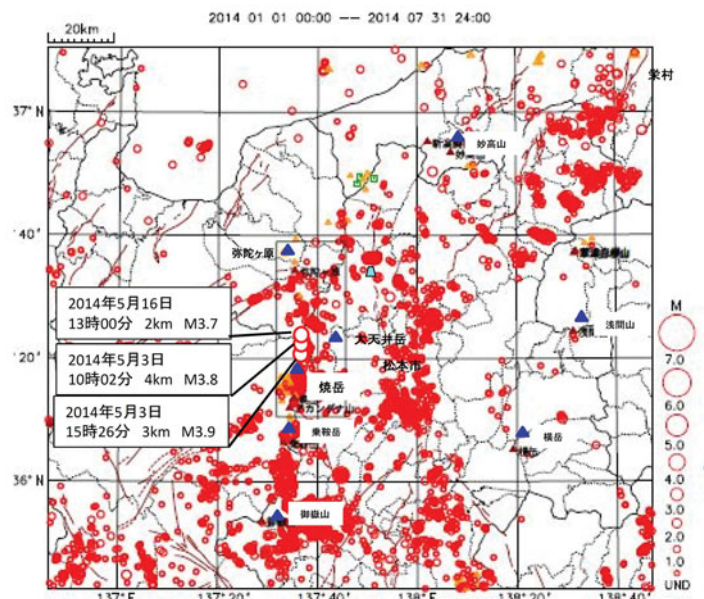 2014 01 01 00:00 -- 2014 07 31 24:00
20km
栄村
37° N
妙高山
40'
弥陀ヶ原
浅間山
2014年5月16日
13時00分 2km M3.7
大天井岳
M
2014年5月3日
10時02分 4km M3.8
20'
松本市
7.0
焼岳
6.0
2014年5月3日
15時26分 3km M3.9
乗鞍岳
横岳
5.0
36° N
4.0
御嶽山
3.0
2.0
1.0
UND
137° E
137° 20'
137° 40'
138° E
138° 20'
138° 40'